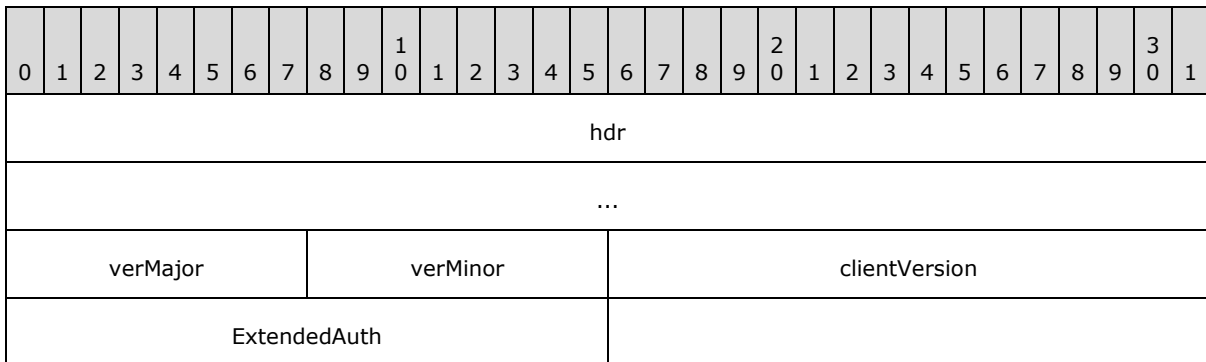 0 1 2 3 4 5 6 7 8 9 1 0 1 2 3 4 5 6 7 8 9 2 0 1 2 3 4 5 6 7 8 9 3 0 1
hdr
...
verMajor verMinor clientVersion
ExtendedAuth